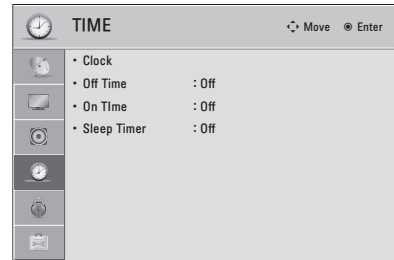 TIME
Move Enter
• Clock
• Off Time : Off
• On TIme : Off
• Sleep Timer : Off